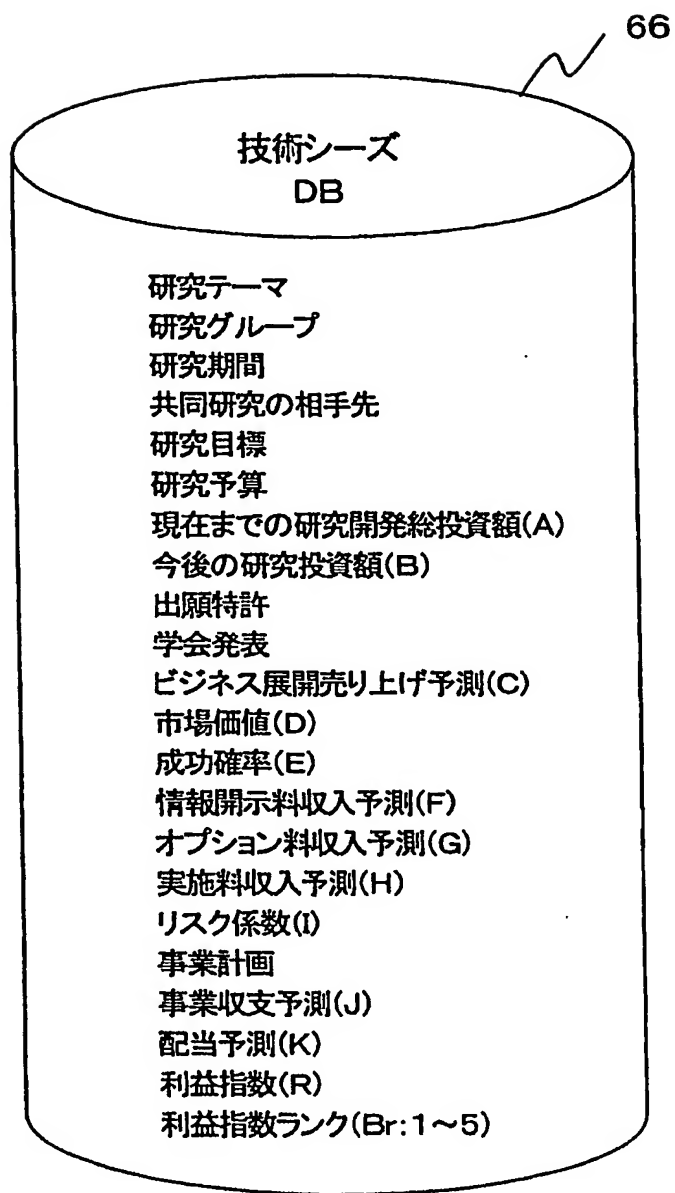 66
技術シーズ
DB
研究テーマ
研究グループ
研究期間
共同研究の相手先
研究目標
研究予算
現在までの研究開発総投資額(A)
今後の研究投資額(B)
出願特許
学会発表
ビジネス展開売り上げ予測(C)
市場価値(D)
成功確率(E)
情報開示料収入予測(F)
オプション料収入予測(G)
実施料収入予測(H)
リスク係数(I)
事業計画
事業収支予測(J)
配当予測(K)
利益指数(R)
利益指数ランク(Br:1～5)